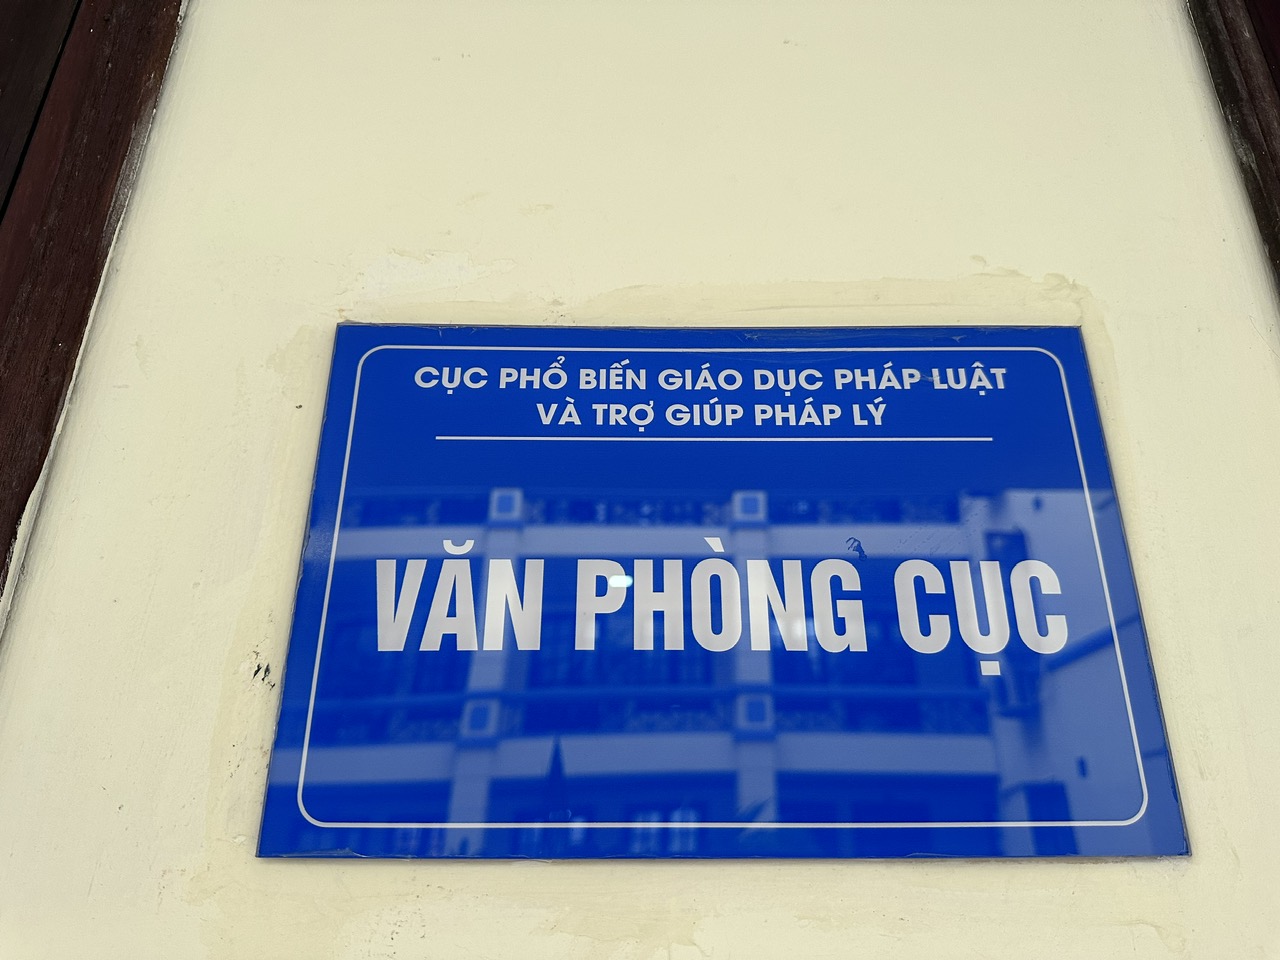 CỤC PHỔ BIẾN GIÁO DỤC PHÁP LUẬT
VÀ TRỢ GIÚP PHÁP LÝ
VĂN PHÒNG CỤC